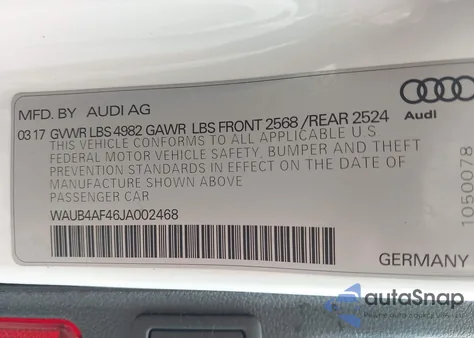 MFD. BY AUDI AG
Audi
03 17 GVWR LBS 4982 GAWR LBS FRONT 2568 /REAR 2524
THIS VEHICLE CONFORMS TO ALL APPLICABLE U.S.
FEDERAL MOTOR VEHICLE SAFETY, BUMPER, AND THEFT
PREVENTION STANDARDS IN EFFECT ON THE DATE OF
MANUFACTURE SHOWN ABOVE
PASSENGER CAR
WAUB4AF46JA002468
GERMANY
1050078
autoSnap